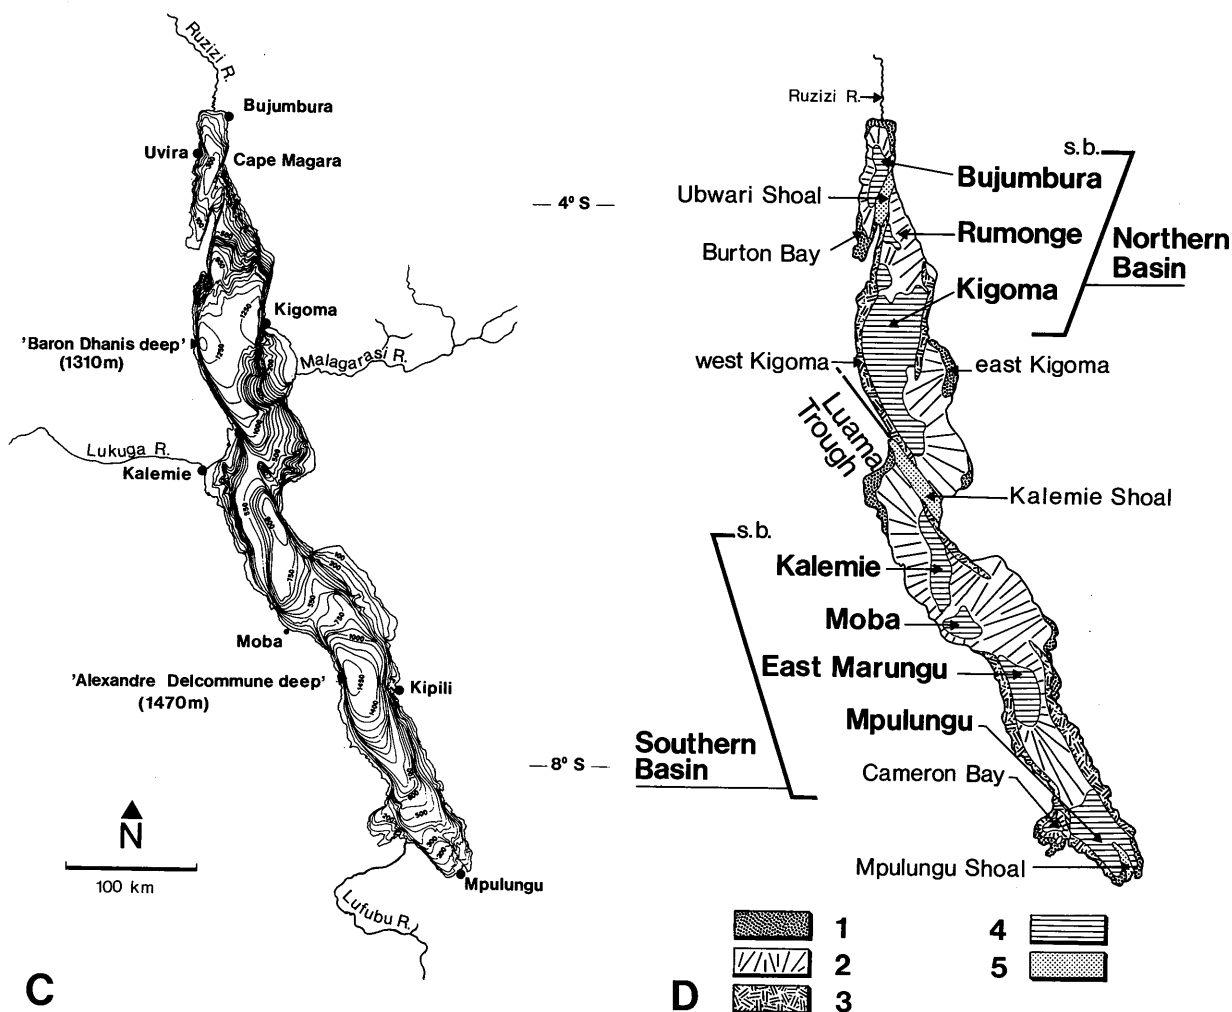 Ruzizi R.
Bujumbura
Uvira
Cape Magara
Kigoma
'Baron Dhanis deep'
(1310m)
Malagarasi R.
Lukuga R.
Kalemie
Moba
'Alexandre Delcommune deep'
(1470m)
Kipili
N
100 km
Mpulungu
Lufubu R.
C
4° S
8° S
Ruzizi R.
s.b.
Bujumbura
Ubwari Shoal
Rumonge
Northern
Basin
Burton Bay
Kigoma
west Kigoma
east Kigoma
Luama
Trough
Kalemie Shoal
s.b.
Kalemie
Moba
East Marungu
Mpulungu
Southern
Basin
Cameron Bay
Mpulungu Shoal
1
2
3
4
5
D